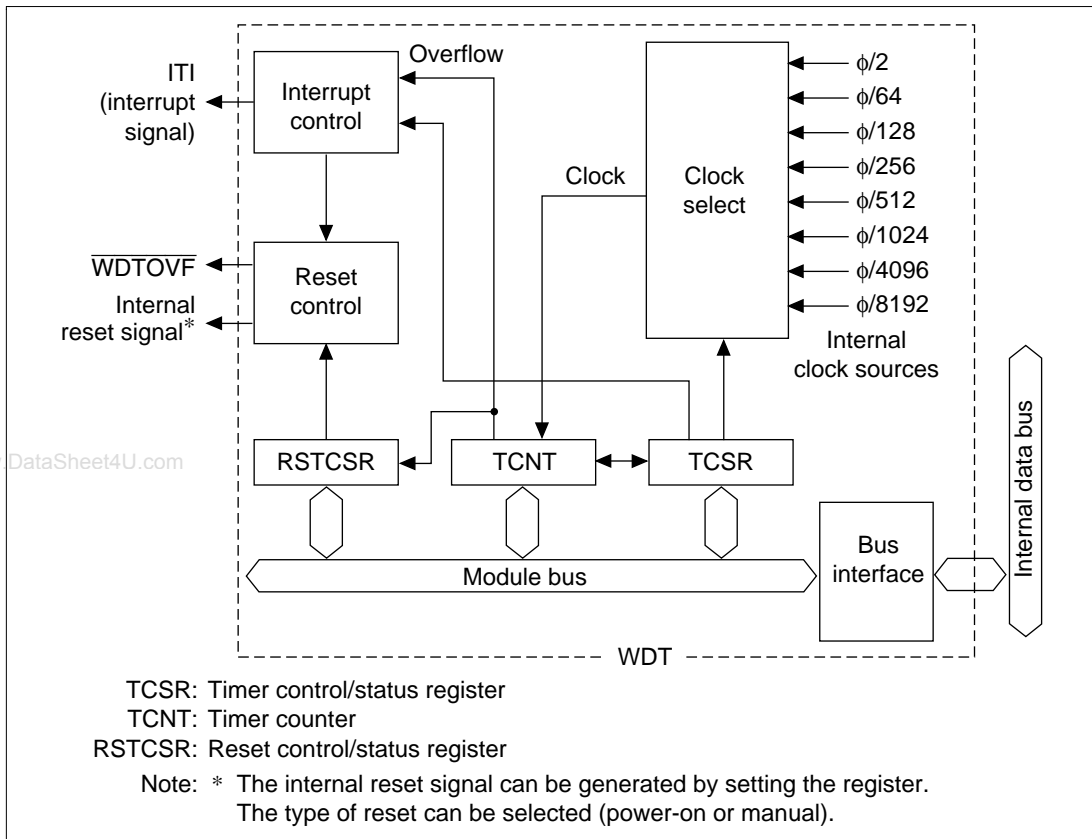 Overflow
ITI
(interrupt
signal)
Interrupt
control
ϕ/2
ϕ/64
ϕ/128
ϕ/256
ϕ/512
ϕ/1024
ϕ/4096
ϕ/8192
Clock
Clock
select
WDTOVF
Internal
reset signal*
Reset
control
Internal
clock sources
.DataSheet4U.com
RSTCSR
TCNT
TCSR
Module bus
Bus
interface
Internal data bus
WDT
TCSR: Timer control/status register
TCNT: Timer counter
RSTCSR: Reset control/status register
Note: * The internal reset signal can be generated by setting the register.
The type of reset can be selected (power-on or manual).